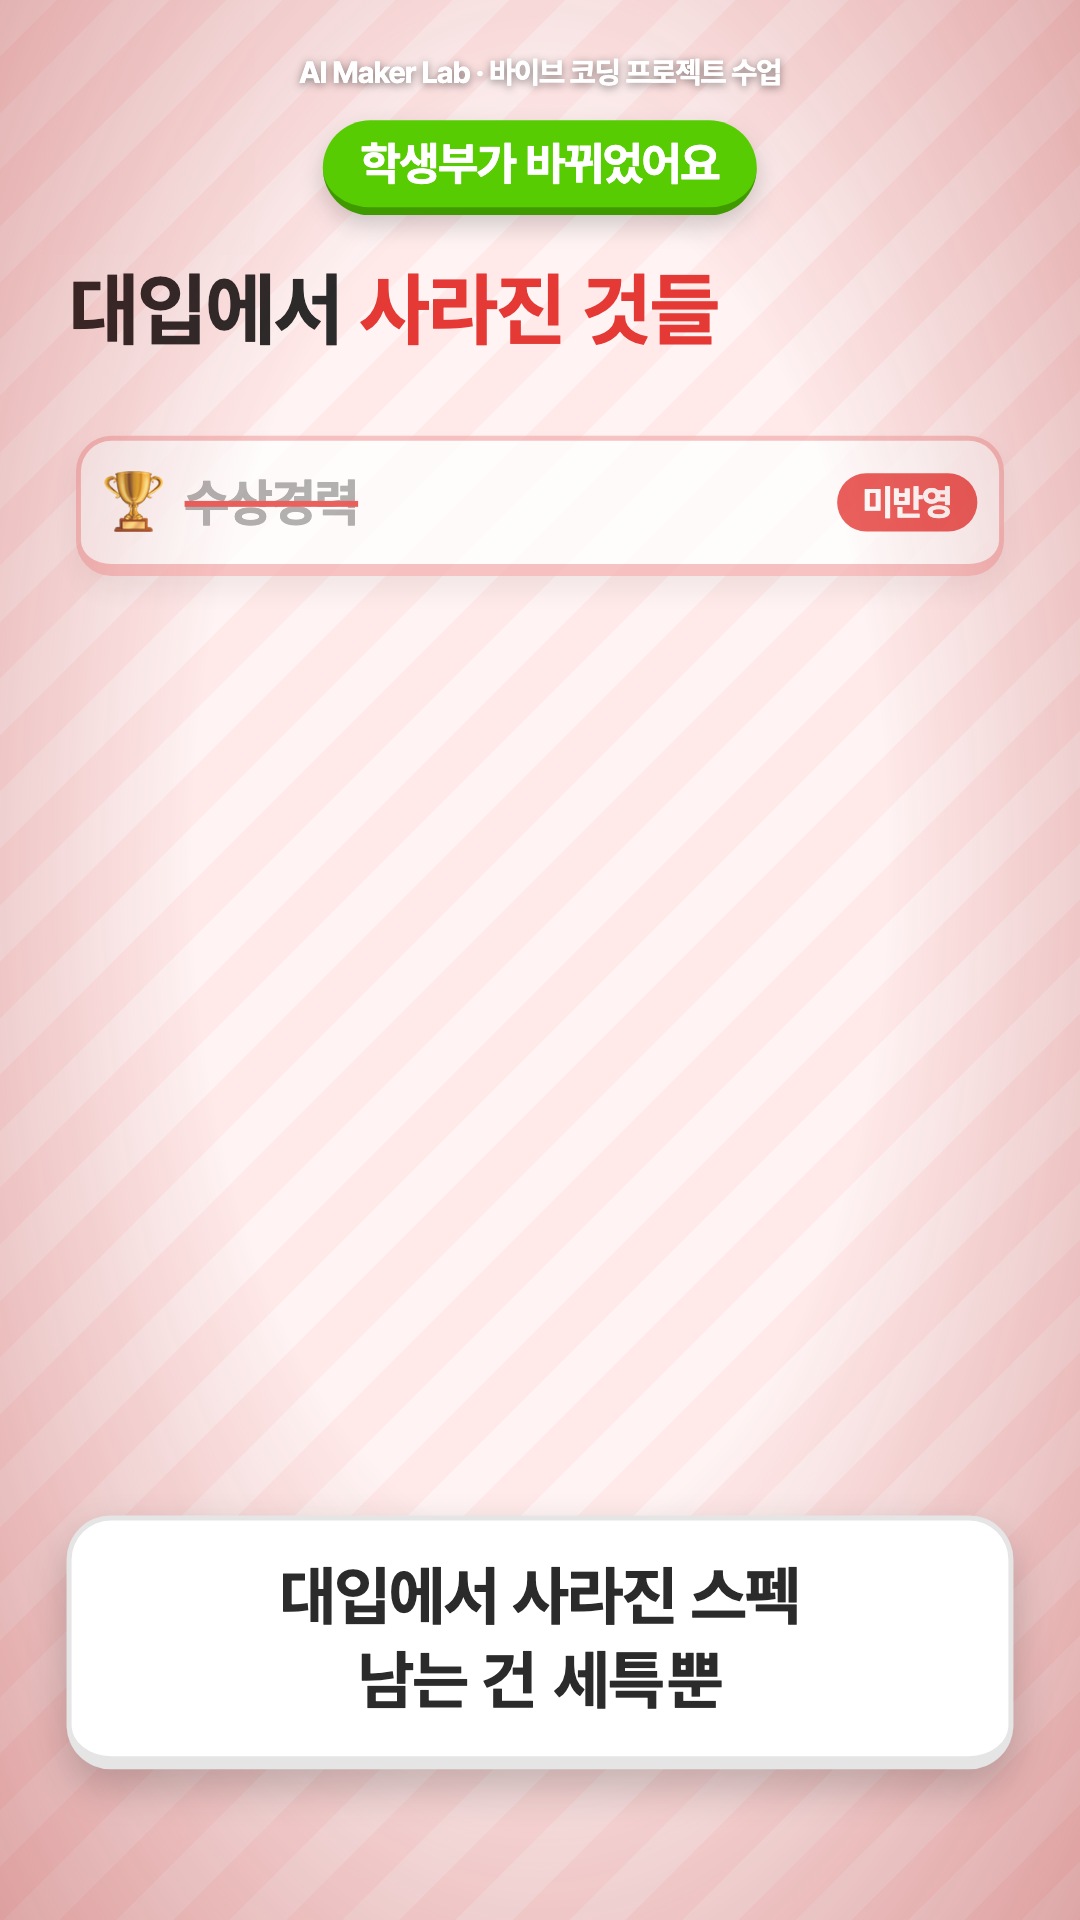 AI Maker Lab · 바이브 코딩 프로젝트 수업
학생부가 바뀌었어요
대입에서 사라진 것들
수상경력
미반영
대입에서 사라진 스펙
남는 건 세특뿐